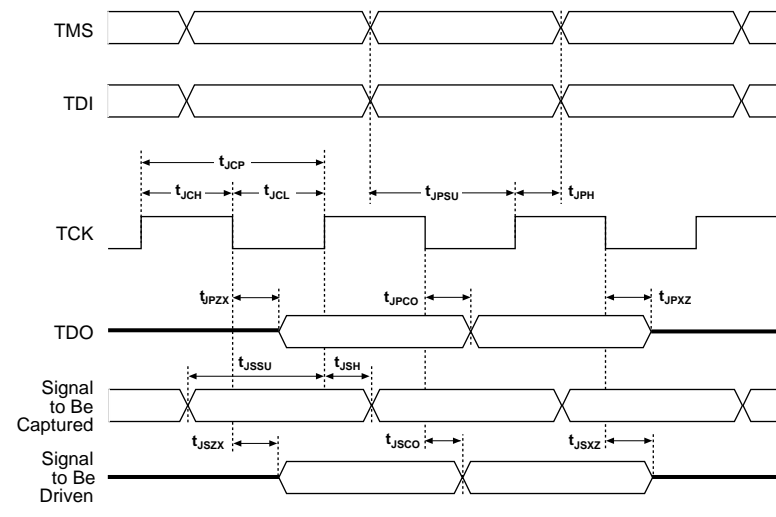 TMS
TDI
tJCP
tJCH
tJCL
tJPSU
tJPH
TCK
tJPZX
tJPCO
tJPXZ
TDO
tJSSU
tJSH
Signal
to Be
Captured
tJSZX
tJSCO
tJSXZ
Signal
to Be
Driven